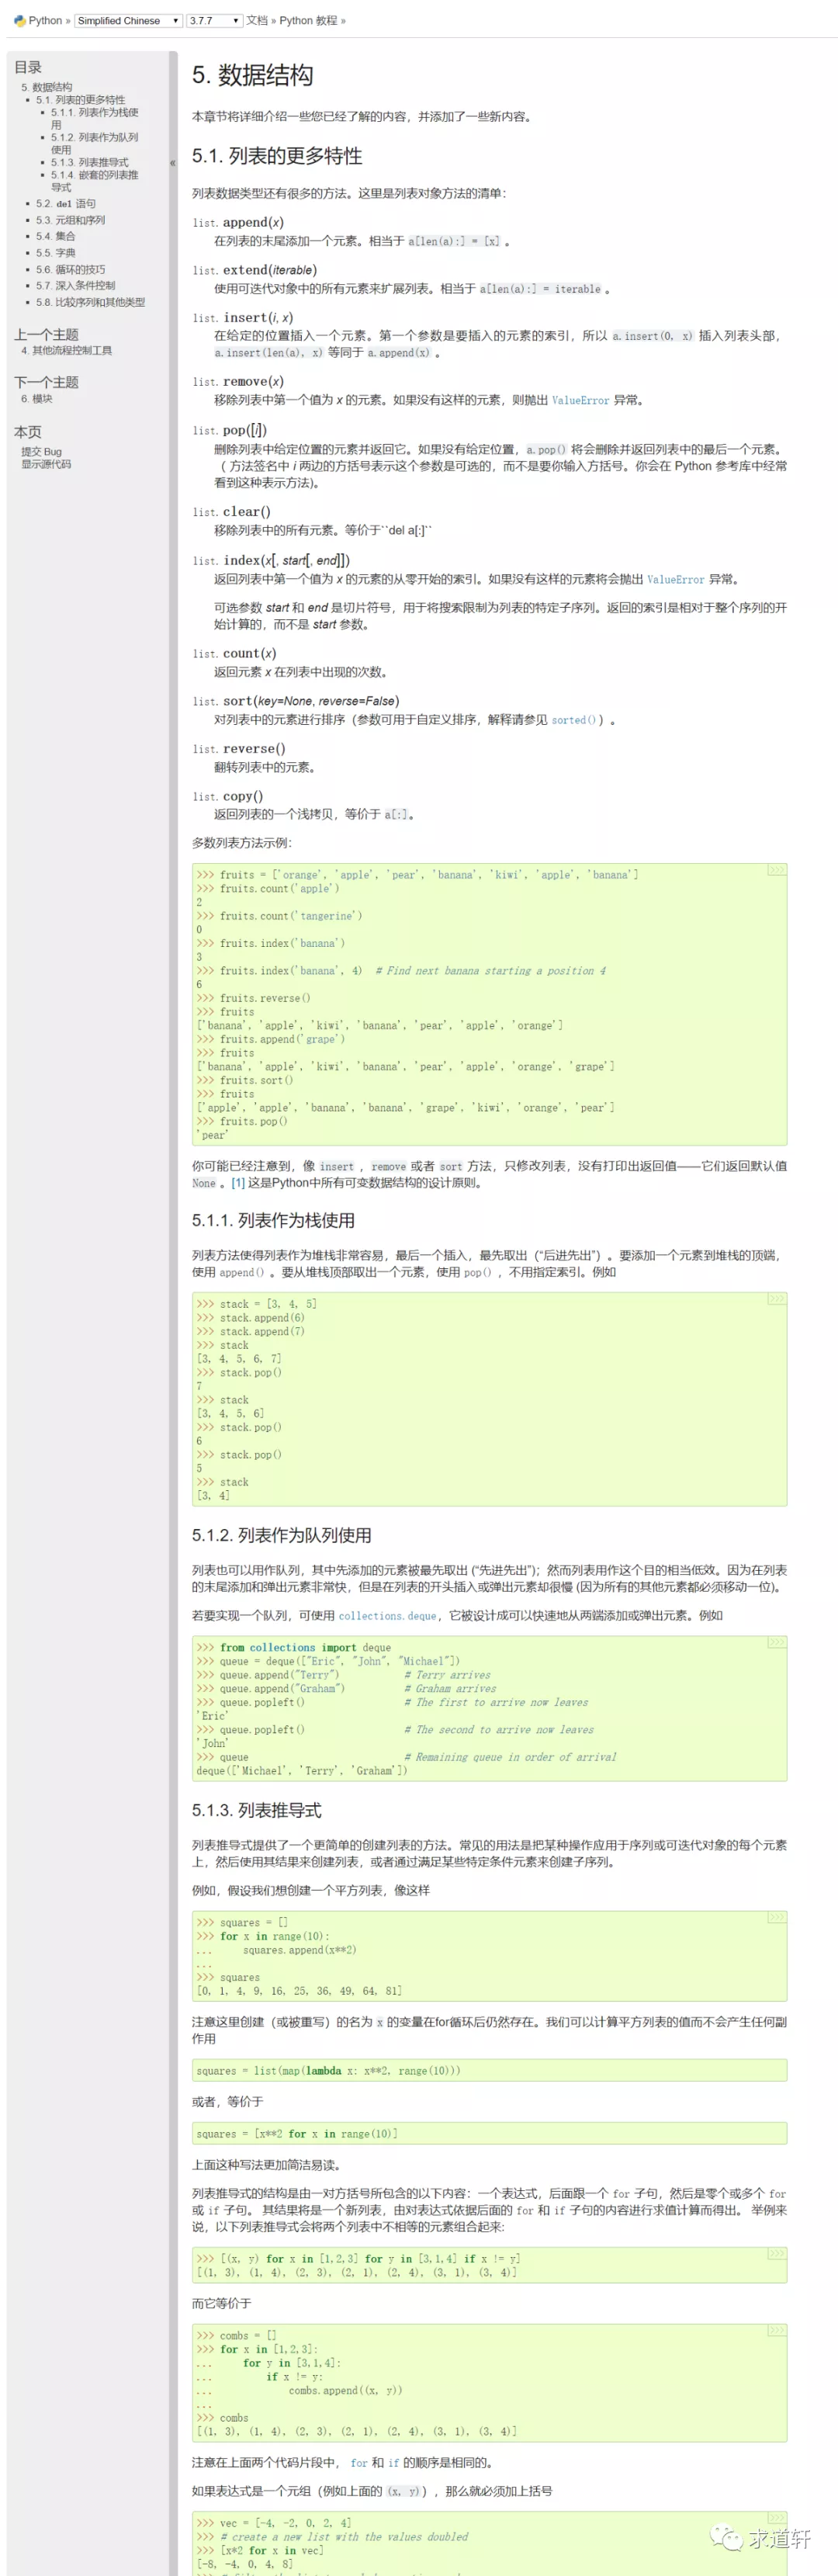 Python » Simplified Chinese 3.7.7 文档 » Python 教程 »
目录
5. 数据结构
5.1. 列表的更多特性
5.1.1. 列表作为栈使
用
5.1.2. 列表作为队列
使用
5.1.3. 列表推导式
5.1.4. 嵌套的列表推
导式
5.2. del 语句
5.3. 元组和序列
5.4. 集合
5.5. 字典
5.6. 循环的技巧
5.7. 深入条件控制
5.8. 比较序列和其他类型
上一个主题
4. 其他流程控制工具
下一个主题
6. 模块
本页
提交 Bug
显示源代码
«
5. 数据结构
本章节将详细介绍一些您已经了解的内容，并添加了一些新内容。
5.1. 列表的更多特性
列表数据类型还有很多的方法。这里是列表对象方法的清单：
list.append(x)
在列表的末尾添加一个元素。相当于 a[len(a):] = [x] 。
list.extend(iterable)
使用可迭代对象中的所有元素来扩展列表。相当于 a[len(a):] = iterable 。
list.insert(i, x)
在给定的位置插入一个元素。第一个参数是要插入的元素的索引，所以 a.insert(0, x) 插入列表头部，
a.insert(len(a), x) 等同于 a.append(x) 。
list.remove(x)
移除列表中第一个值为 x 的元素。如果没有这样的元素，则抛出 ValueError 异常。
list.pop([i])
删除列表中给定位置的元素并返回它。如果没有给定位置，a.pop() 将会删除并返回列表中的最后一个元素。
（ 方法签名中 i 两边的方括号表示这个参数是可选的，而不是要你输入方括号。你会在 Python 参考库中经常
看到这种表示方法)。
list.clear()
移除列表中的所有元素。等价于``del a[:]``
list.index(x[, start[, end]])
返回列表中第一个值为 x 的元素的从零开始的索引。如果没有这样的元素将会抛出 ValueError 异常。
可选参数 start 和 end 是切片符号，用于将搜索限制为列表的特定子序列。返回的索引是相对于整个序列的开
始计算的，而不是 start 参数。
list.count(x)
返回元素 x 在列表中出现的次数。
list.sort(key=None, reverse=False)
对列表中的元素进行排序（参数可用于自定义排序，解释请参见 sorted()）。
list.reverse()
翻转列表中的元素。
list.copy()
返回列表的一个浅拷贝，等价于 a[:]。
多数列表方法示例：
>>>
>>> fruits = ['orange', 'apple', 'pear', 'banana', 'kiwi', 'apple', 'banana']
>>> fruits.count('apple')
2
>>> fruits.count('tangerine')
0
>>> fruits.index('banana')
3
>>> fruits.index('banana', 4)  # Find next banana starting a position 4
6
>>> fruits.reverse()
>>> fruits
['banana', 'apple', 'kiwi', 'banana', 'pear', 'apple', 'orange']
>>> fruits.append('grape')
>>> fruits
['banana', 'apple', 'kiwi', 'banana', 'pear', 'apple', 'orange', 'grape']
>>> fruits.sort()
>>> fruits
['apple', 'apple', 'banana', 'banana', 'grape', 'kiwi', 'orange', 'pear']
>>> fruits.pop()
'pear'
你可能已经注意到，像 insert ，remove 或者 sort 方法，只修改列表，没有打印出返回值——它们返回默认值
None 。[1] 这是Python中所有可变数据结构的设计原则。
5.1.1. 列表作为栈使用
列表方法使得列表作为堆栈非常容易，最后一个插入，最先取出（“后进先出”）。要添加一个元素到堆栈的顶端，
使用 append() 。要从堆栈顶部取出一个元素，使用 pop() ，不用指定索引。例如
>>>
>>> stack = [3, 4, 5]
>>> stack.append(6)
>>> stack.append(7)
>>> stack
[3, 4, 5, 6, 7]
>>> stack.pop()
7
>>> stack
[3, 4, 5, 6]
>>> stack.pop()
6
>>> stack.pop()
5
>>> stack
[3, 4]
5.1.2. 列表作为队列使用
列表也可以用作队列，其中先添加的元素被最先取出 (“先进先出”)；然而列表用作这个目的相当低效。因为在列表
的末尾添加和弹出元素非常快，但是在列表的开头插入或弹出元素却很慢 (因为所有的其他元素都必须移动一位)。
若要实现一个队列，可使用 collections.deque，它被设计成可以快速地从两端添加或弹出元素。例如
>>>
>>> from collections import deque
>>> queue = deque(["Eric", "John", "Michael"])
>>> queue.append("Terry")           # Terry arrives
>>> queue.append("Graham")          # Graham arrives
>>> queue.popleft()                 # The first to arrive now leaves
'Eric'
>>> queue.popleft()                 # The second to arrive now leaves
'John'
>>> queue                           # Remaining queue in order of arrival
deque(['Michael', 'Terry', 'Graham'])
5.1.3. 列表推导式
列表推导式提供了一个更简单的创建列表的方法。常见的用法是把某种操作应用于序列或可迭代对象的每个元素
上，然后使用其结果来创建列表，或者通过满足某些特定条件元素来创建子序列。
例如，假设我们想创建一个平方列表，像这样
>>>
>>> squares = []
>>> for x in range(10):
...     squares.append(x**2)
...
>>> squares
[0, 1, 4, 9, 16, 25, 36, 49, 64, 81]
注意这里创建（或被重写）的名为 x 的变量在for循环后仍然存在。我们可以计算平方列表的值而不会产生任何副
作用
squares = list(map(lambda x: x**2, range(10)))
或者，等价于
squares = [x**2 for x in range(10)]
上面这种写法更加简洁易读。
列表推导式的结构是由一对方括号所包含的以下内容：一个表达式，后面跟一个 for 子句，然后是零个或多个 for
或 if 子句。 其结果将是一个新列表，由对表达式依据后面的 for 和 if 子句的内容进行求值计算而得出。 举例来
说，以下列表推导式会将两个列表中不相等的元素组合起来:
>>>
>>> [(x, y) for x in [1,2,3] for y in [3,1,4] if x != y]
[(1, 3), (1, 4), (2, 3), (2, 1), (2, 4), (3, 1), (3, 4)]
而它等价于
>>>
>>> combs = []
>>> for x in [1,2,3]:
...     for y in [3,1,4]:
...         if x != y:
...             combs.append((x, y))
...
>>> combs
[(1, 3), (1, 4), (2, 3), (2, 1), (2, 4), (3, 1), (3, 4)]
注意在上面两个代码片段中， for 和 if 的顺序是相同的。
如果表达式是一个元组（例如上面的 (x, y)），那么就必须加上括号
>>>
>>> vec = [-4, -2, 0, 2, 4]
>>> # create a new list with the values doubled
>>> [x*2 for x in vec]
[-8, -4, 0, 4, 8]
求道轩